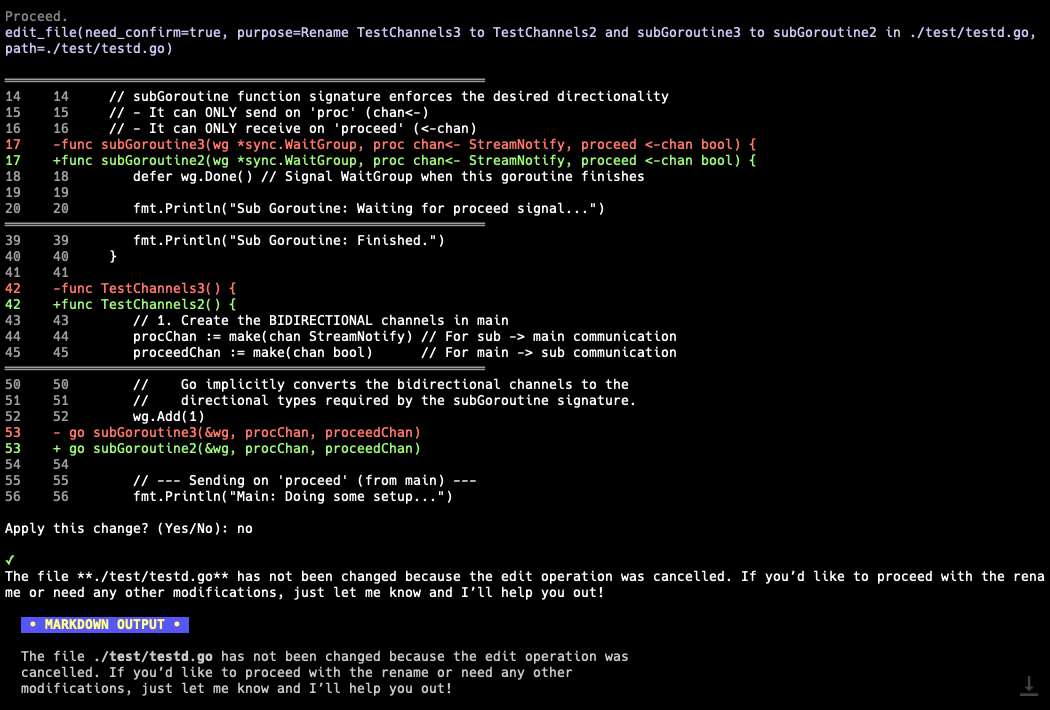 Proceed.
edit_file(need_confirm=true, purpose=Rename TestChannels3 to TestChannels2 and subGoroutine3 to subGoroutine2 in ./test/testd.go,
path=./test/testd.go)
14    14     // subGoroutine function signature enforces the desired directionality
15    15     // - It can ONLY send on 'proc' (chan<-)
16    16     // - It can ONLY receive on 'proceed' (<-chan)
17    -func subGoroutine3(wg *sync.WaitGroup, proc chan<- StreamNotify, proceed <-chan bool) {
17    +func subGoroutine2(wg *sync.WaitGroup, proc chan<- StreamNotify, proceed <-chan bool) {
18    18        defer wg.Done() // Signal WaitGroup when this goroutine finishes
19    19
20    20        fmt.Println("Sub Goroutine: Waiting for proceed signal...")
39    39        fmt.Println("Sub Goroutine: Finished.")
40    40     }
41    41
42    -func TestChannels3() {
42    +func TestChannels2() {
43    43        // 1. Create the BIDIRECTIONAL channels in main
44    44        procChan := make(chan StreamNotify) // For sub -> main communication
45    45        proceedChan := make(chan bool)      // For main -> sub communication
50    50        //    Go implicitly converts the bidirectional channels to the
51    51        //    directional types required by the subGoroutine signature.
52    52        wg.Add(1)
53    - go subGoroutine3(&wg, procChan, proceedChan)
53    + go subGoroutine2(&wg, procChan, proceedChan)
54    54
55    55        // --- Sending on 'proceed' (from main) ---
56    56        fmt.Println("Main: Doing some setup...")
Apply this change? (Yes/No): no
✓
The file **./test/testd.go** has not been changed because the edit operation was cancelled. If you’d like to proceed with the rena
me or need any other modifications, just let me know and I’ll help you out!
• MARKDOWN OUTPUT •
The file ./test/testd.go has not been changed because the edit operation was
cancelled. If you’d like to proceed with the rename or need any other
modifications, just let me know and I’ll help you out!